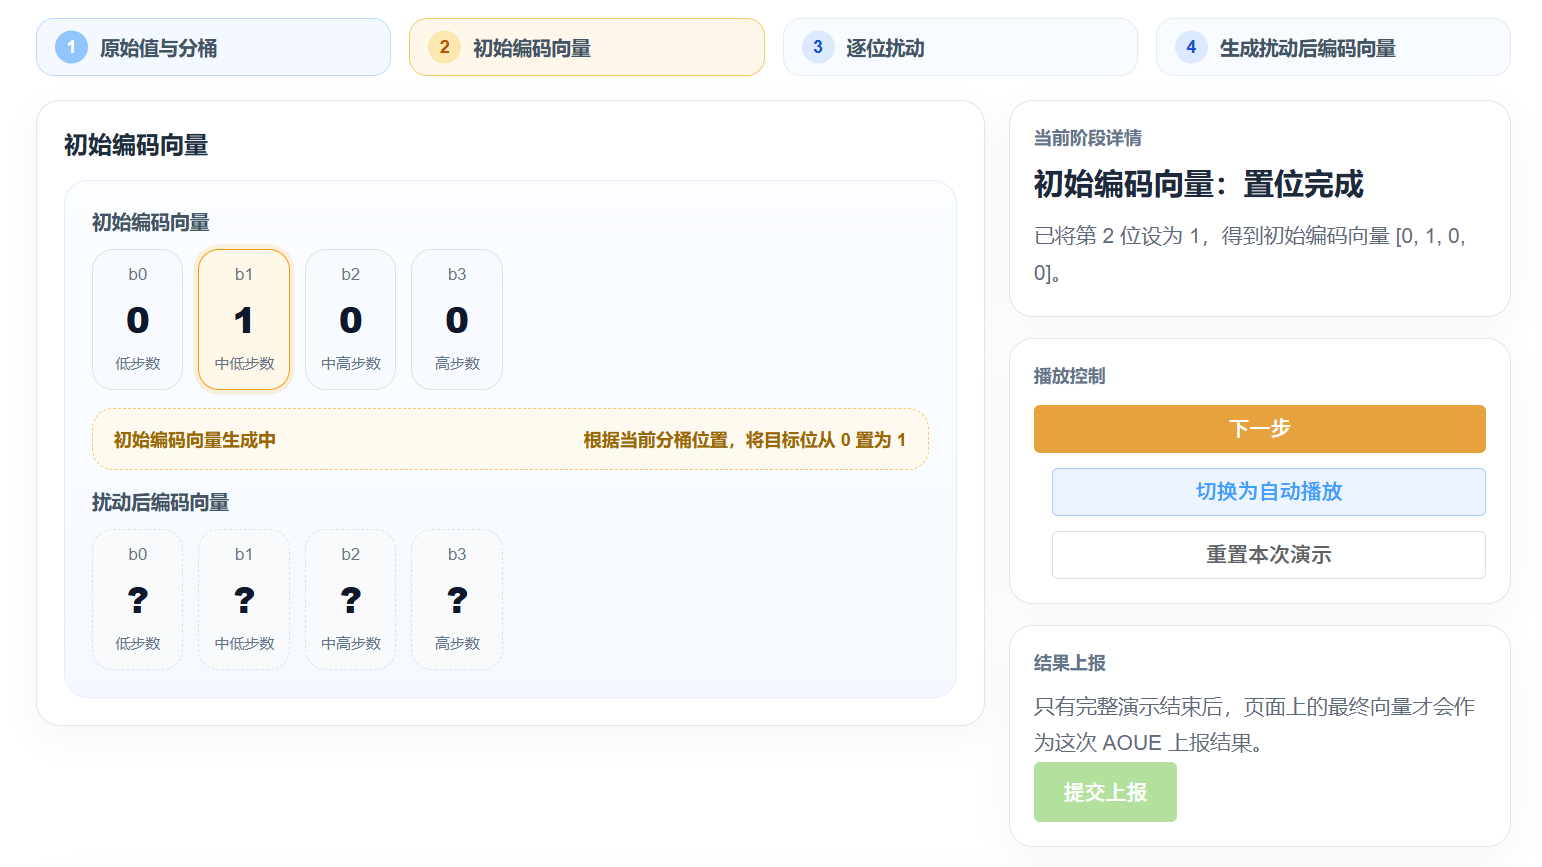 1 原始值与分桶
2 初始编码向量
3 逐位扰动
4 生成扰动后编码向量
初始编码向量
初始编码向量
b0 b1 b2 b3
0 1 0 0
低步数 中低步数 中高步数 高步数
初始编码向量生成中 根据当前分桶位置，将目标位从 0 置为 1
扰动后编码向量
b0 b1 b2 b3
? ? ? ?
低步数 中低步数 中高步数 高步数
当前阶段详情
初始编码向量：置位完成
已将第 2 位设为 1，得到初始编码向量 [0, 1, 0,
0]。
播放控制
下一步
切换为自动播放
重置本次演示
结果上报
只有完整演示结束后，页面上的最终向量才会作
为这次 AOUE 上报结果。
提交上报